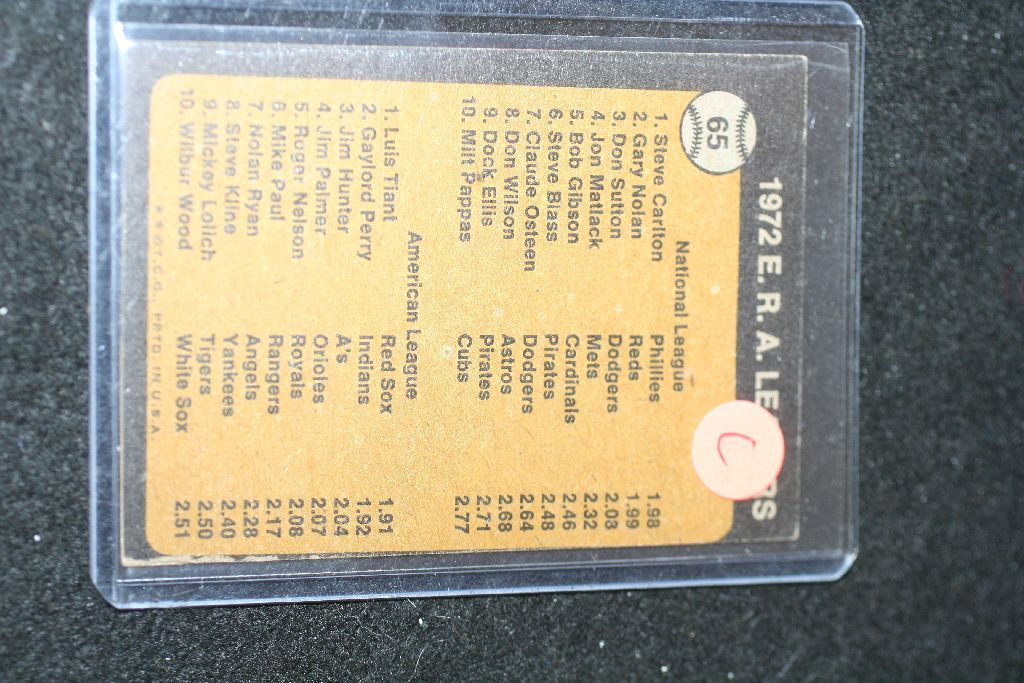 65
1972 E. R. A. LE RS
C
National League
1. Steve Carlton Phillies 1.98
2. Gary Nolan Reds 1.99
3. Don Sutton Dodgers 2.08
4. Jon Matlack Mets 2.32
5. Bob Gibson Cardinals 2.46
6. Steve Blass Pirates 2.48
7. Claude Osteen Dodgers 2.64
8. Don Wilson Astros 2.68
9. Dock Ellis Pirates 2.71
10. Milt Pappas Cubs 2.77
American League
1. Luis Tiant Red Sox 1.91
2. Gaylord Perry Indians 1.92
3. Jim Hunter A's 2.04
4. Jim Palmer Orioles 2.07
5. Roger Nelson Royals 2.08
6. Mike Paul Rangers 2.17
7. Nolan Ryan Angels 2.28
8. Steve Kline Yankees 2.40
9. Mickey Lolich Tigers 2.50
10. Wilbur Wood White Sox 2.51
T.C.G. PRTD. IN U.S.A.